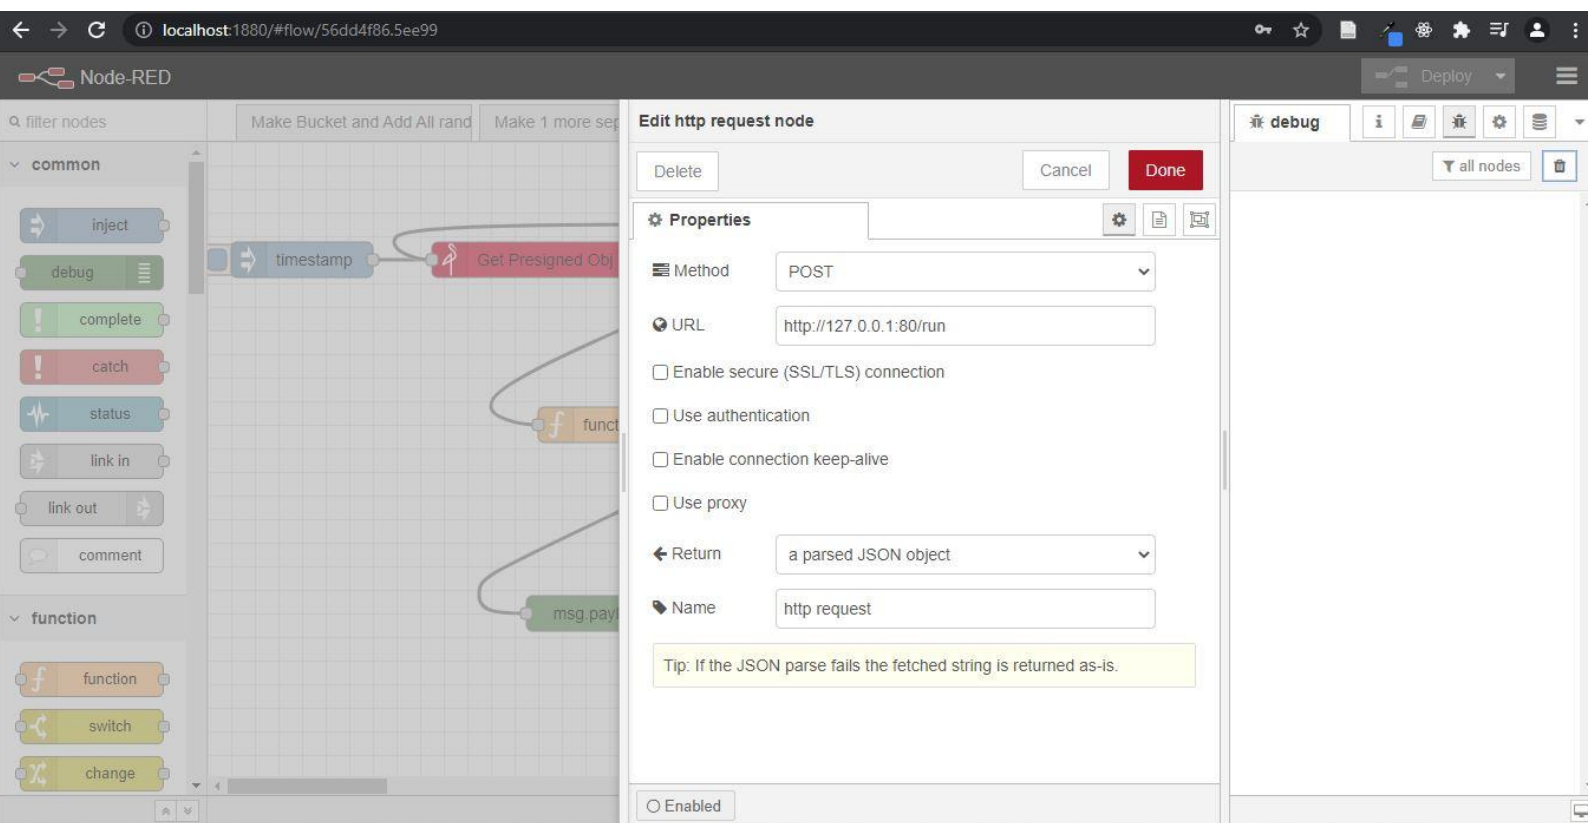 localhost:1880/#flow/56dd4f86.5ee99
Node-RED
Deploy
filter nodes
Make Bucket and Add All rand
Make 1 more sep
Edit http request node
debug
i
common
Delete
Cancel
Done
all nodes
inject
Properties
timestamp
Get Presigned Obj
debug
Method
POST
complete
URL
http://127.0.0.1:80/run
catch
Enable secure (SSL/TLS) connection
status
Use authentication
funct
link in
Enable connection keep-alive
link out
Use proxy
comment
Return
a parsed JSON object
function
msg.payl
Name
http request
Tip: If the JSON parse fails the fetched string is returned as-is.
function
switch
change
Enabled